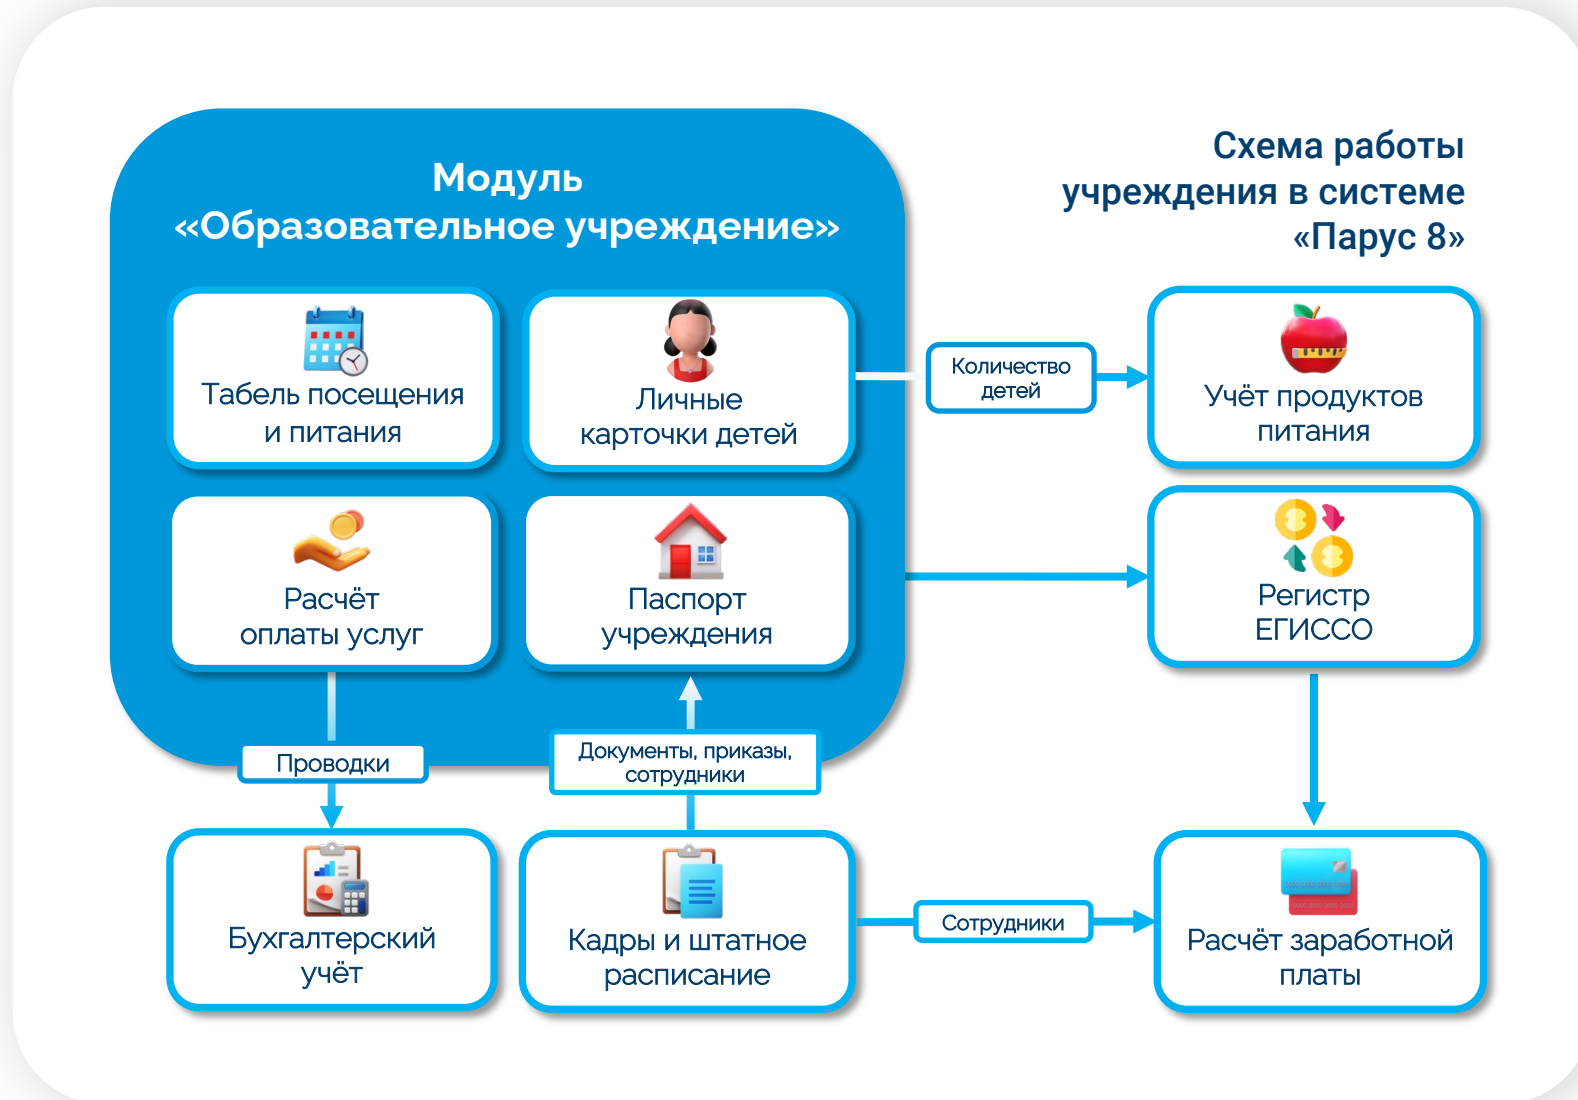 Схема работы
учреждения в системе
«Парус 8»
Модуль
«Образовательное учреждение»
Табель посещения
и питания
Личные
карточки детей
Количество
детей
Учёт продуктов
питания
Расчёт
оплаты услуг
Паспорт
учреждения
Регистр
ЕГИССО
Проводки
Документы, приказы,
сотрудники
Бухгалтерский
учёт
Кадры и штатное
расписание
Сотрудники
Расчёт заработной
платы